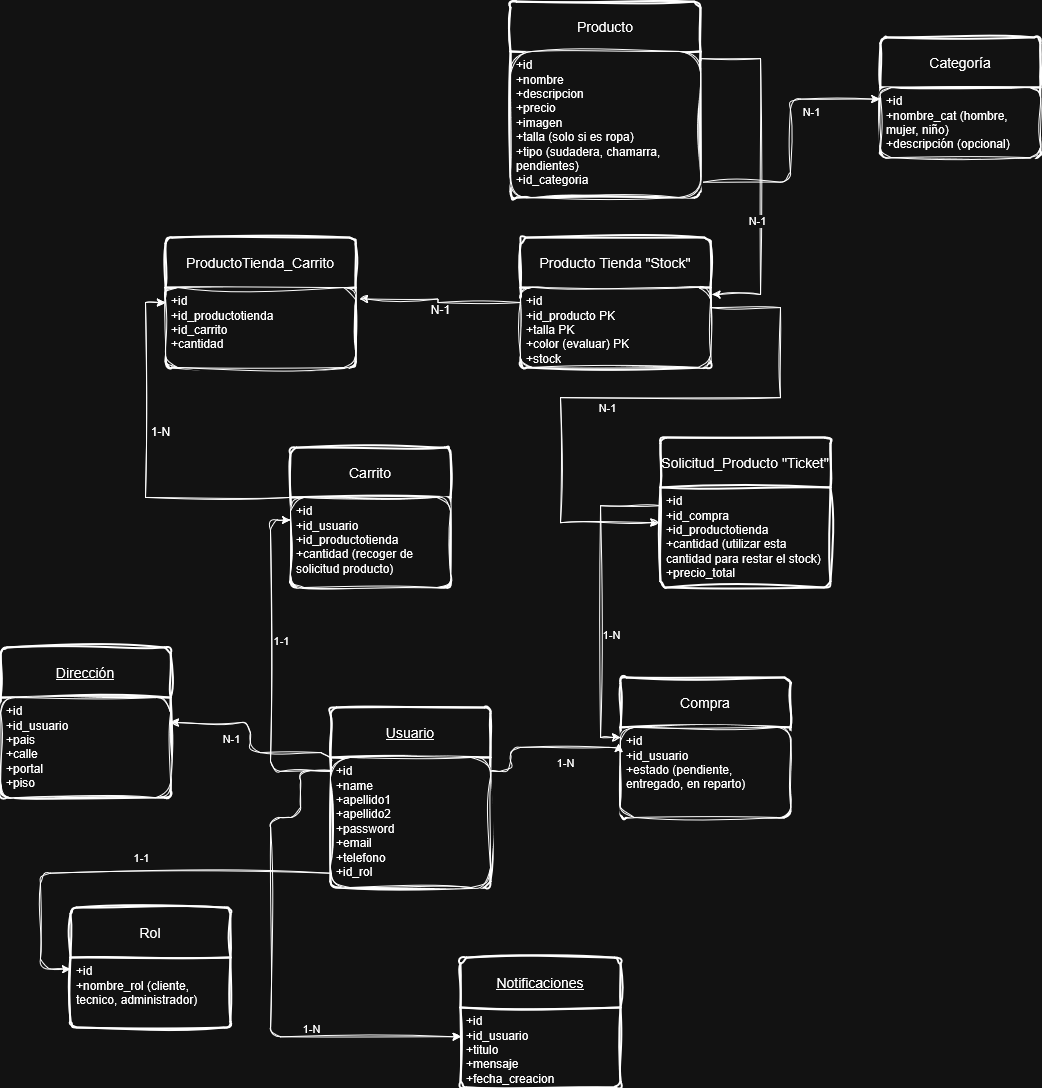 Producto
+id
+nombre
+descripcion
+precio
+imagen
+talla (solo si es ropa)
+tipo (sudadera, chamarra,
pendientes)
+id_categoria
Categoría
+id
+nombre_cat (hombre,
mujer, niño)
+descripción (opcional)
N-1
N-1
ProductoTienda_Carrito
+id
+id_productotienda
+id_carrito
+cantidad
N-1
Producto Tienda "Stock"
+id
+id_producto PK
+talla PK
+color (evaluar) PK
+stock
N-1
1-N
Carrito
+id
+id_usuario
+id_productotienda
+cantidad (recoger de
solicitud producto)
Solicitud_Producto "Ticket"
+id
+id_compra
+id_productotienda
+cantidad (utilizar esta
cantidad para restar el stock)
+precio_total
1-1
1-N
Dirección
+id
+id_usuario
+pais
+calle
+portal
+piso
N-1
Usuario
+id
+name
+apellido1
+apellido2
+password
+email
+telefono
+id_rol
1-N
Compra
+id
+id_usuario
+estado (pendiente,
entregado, en reparto)
1-1
Rol
+id
+nombre_rol (cliente,
tecnico, administrador)
1-N
Notificaciones
+id
+id_usuario
+titulo
+mensaje
+fecha_creacion